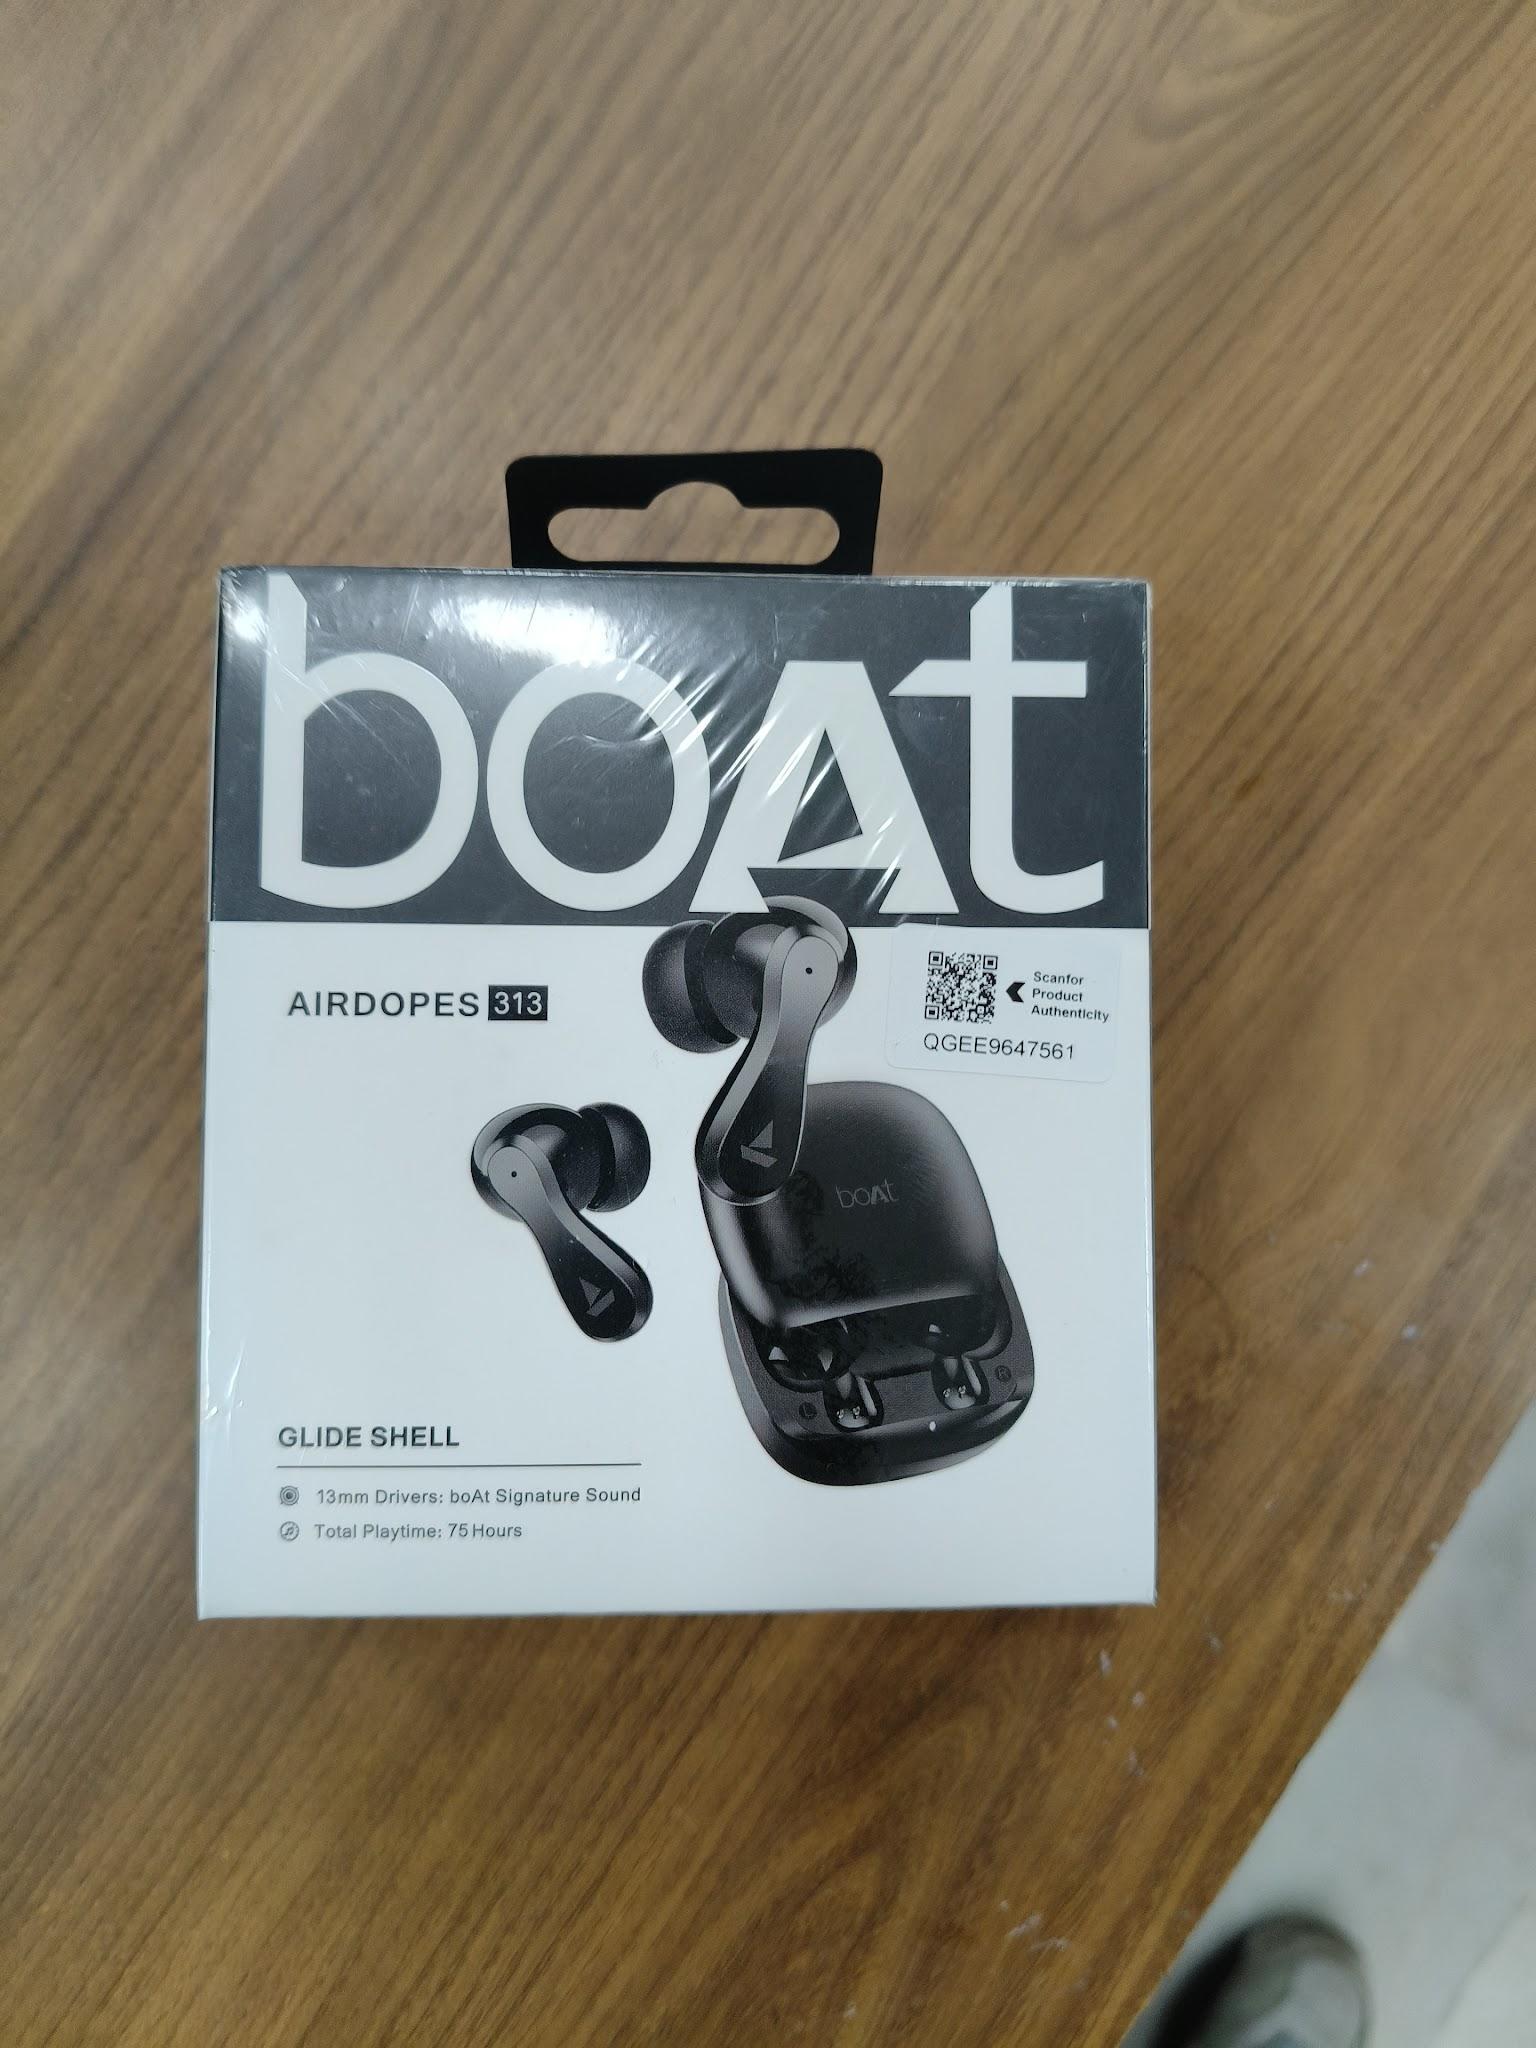 boAt
AIRDOPES 313
Scanfor
Product
Authenticity
QGEE9647561
boAt
L
R
GLIDE SHELL
13mm Drivers: boAt Signature Sound
Total Playtime: 75 Hours